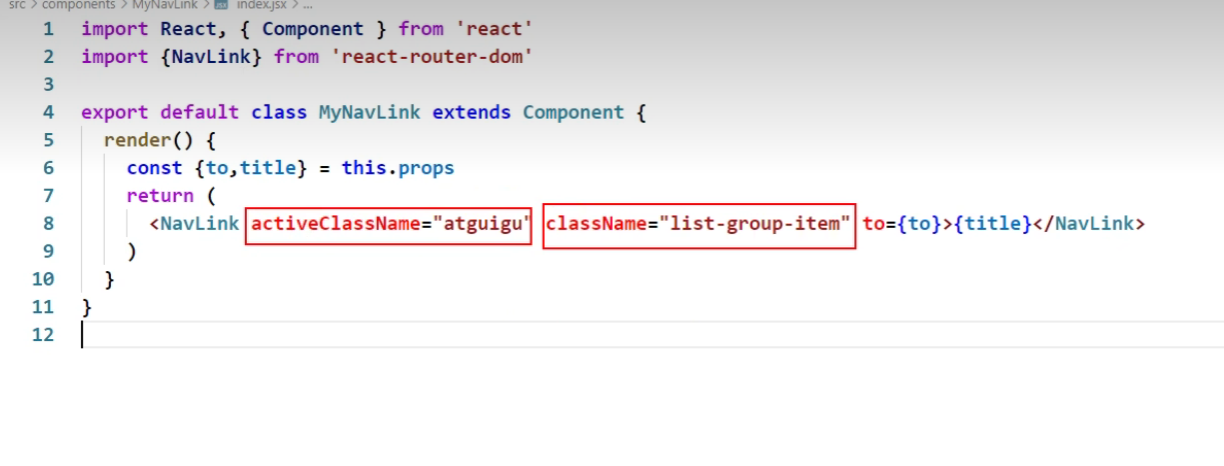 src > components > MyNavLink > index.jsx > ...
1 import React, { Component } from 'react'
2 import {NavLink} from 'react-router-dom'
3
4 export default class MyNavLink extends Component {
5 render() {
6 const {to,title} = this.props
7 return (
8 <NavLink activeClassName="atguigu" className="list-group-item" to={to}>{title}</NavLink>
9 )
10 }
11 }
12